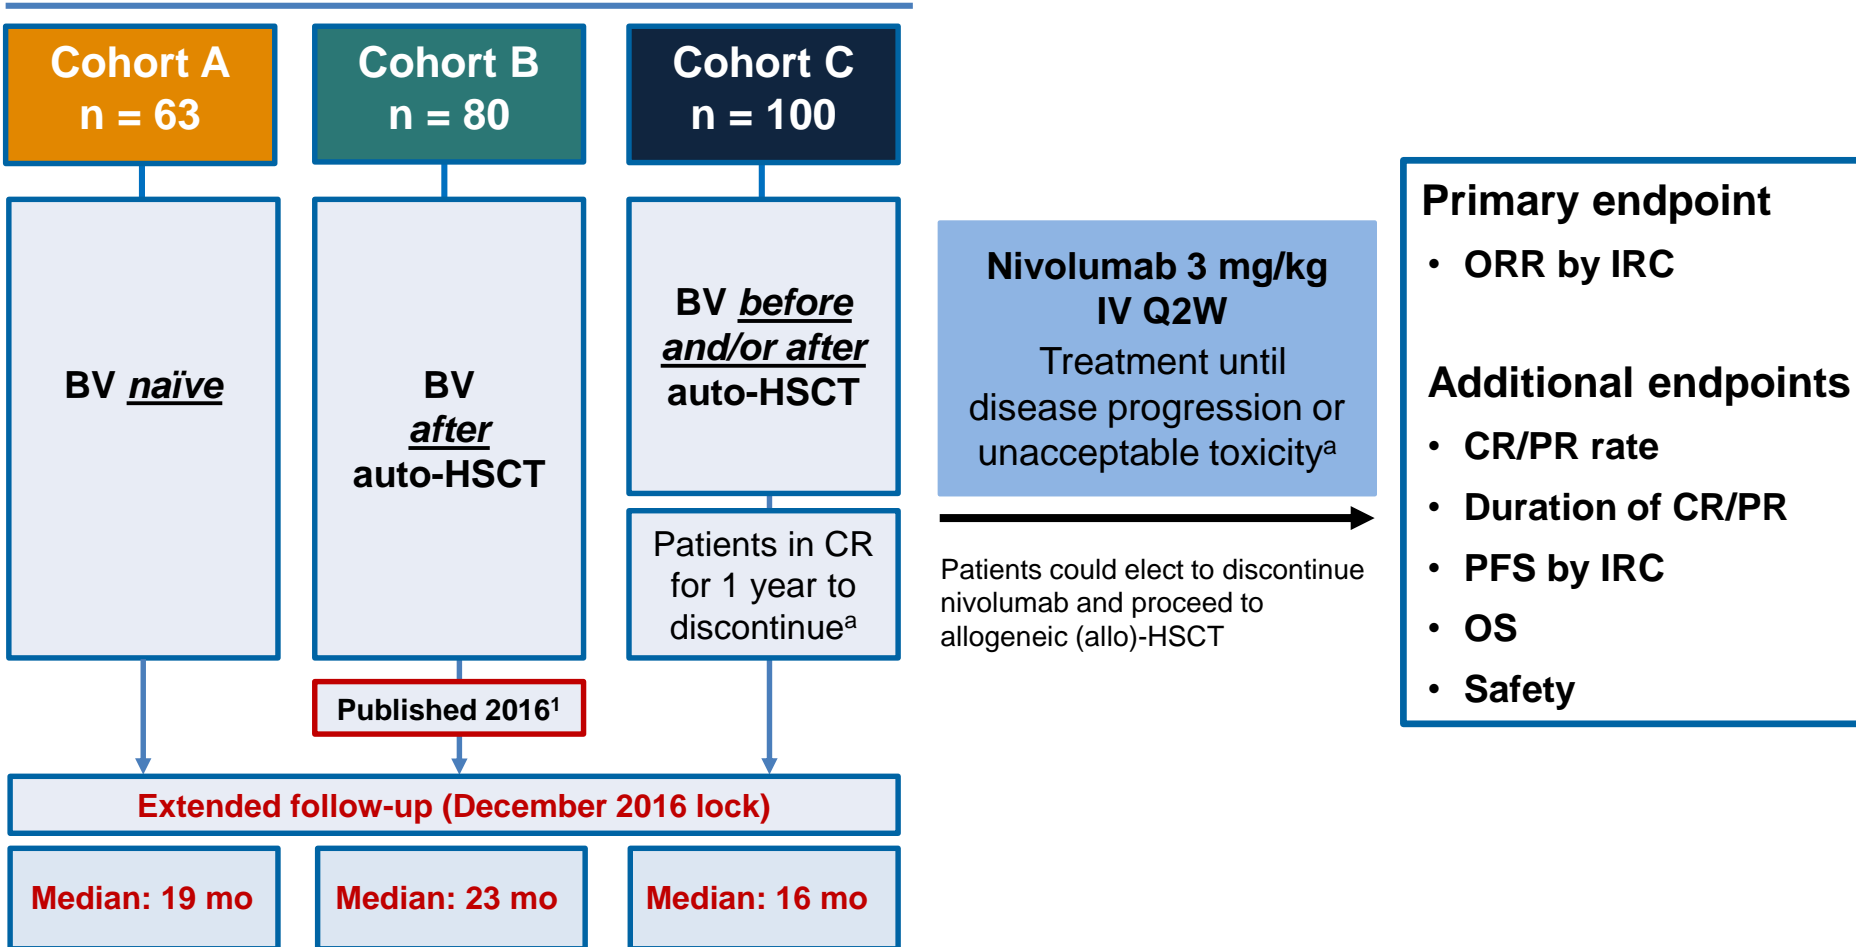 Cohort A
n = 63
Cohort B
n = 80
Cohort C
n = 100
BV naïve
BV
after
auto-HSCT
BV before
and/or after
auto-HSCT
Patients in CR
for 1 year to
discontinueᵃ
Published 2016¹
Extended follow-up (December 2016 lock)
Median: 19 mo
Median: 23 mo
Median: 16 mo
Nivolumab 3 mg/kg
IV Q2W
Treatment until
disease progression or
unacceptable toxicityᵃ
Patients could elect to discontinue
nivolumab and proceed to
allogeneic (allo)-HSCT
Primary endpoint
• ORR by IRC
Additional endpoints
• CR/PR rate
• Duration of CR/PR
• PFS by IRC
• OS
• Safety